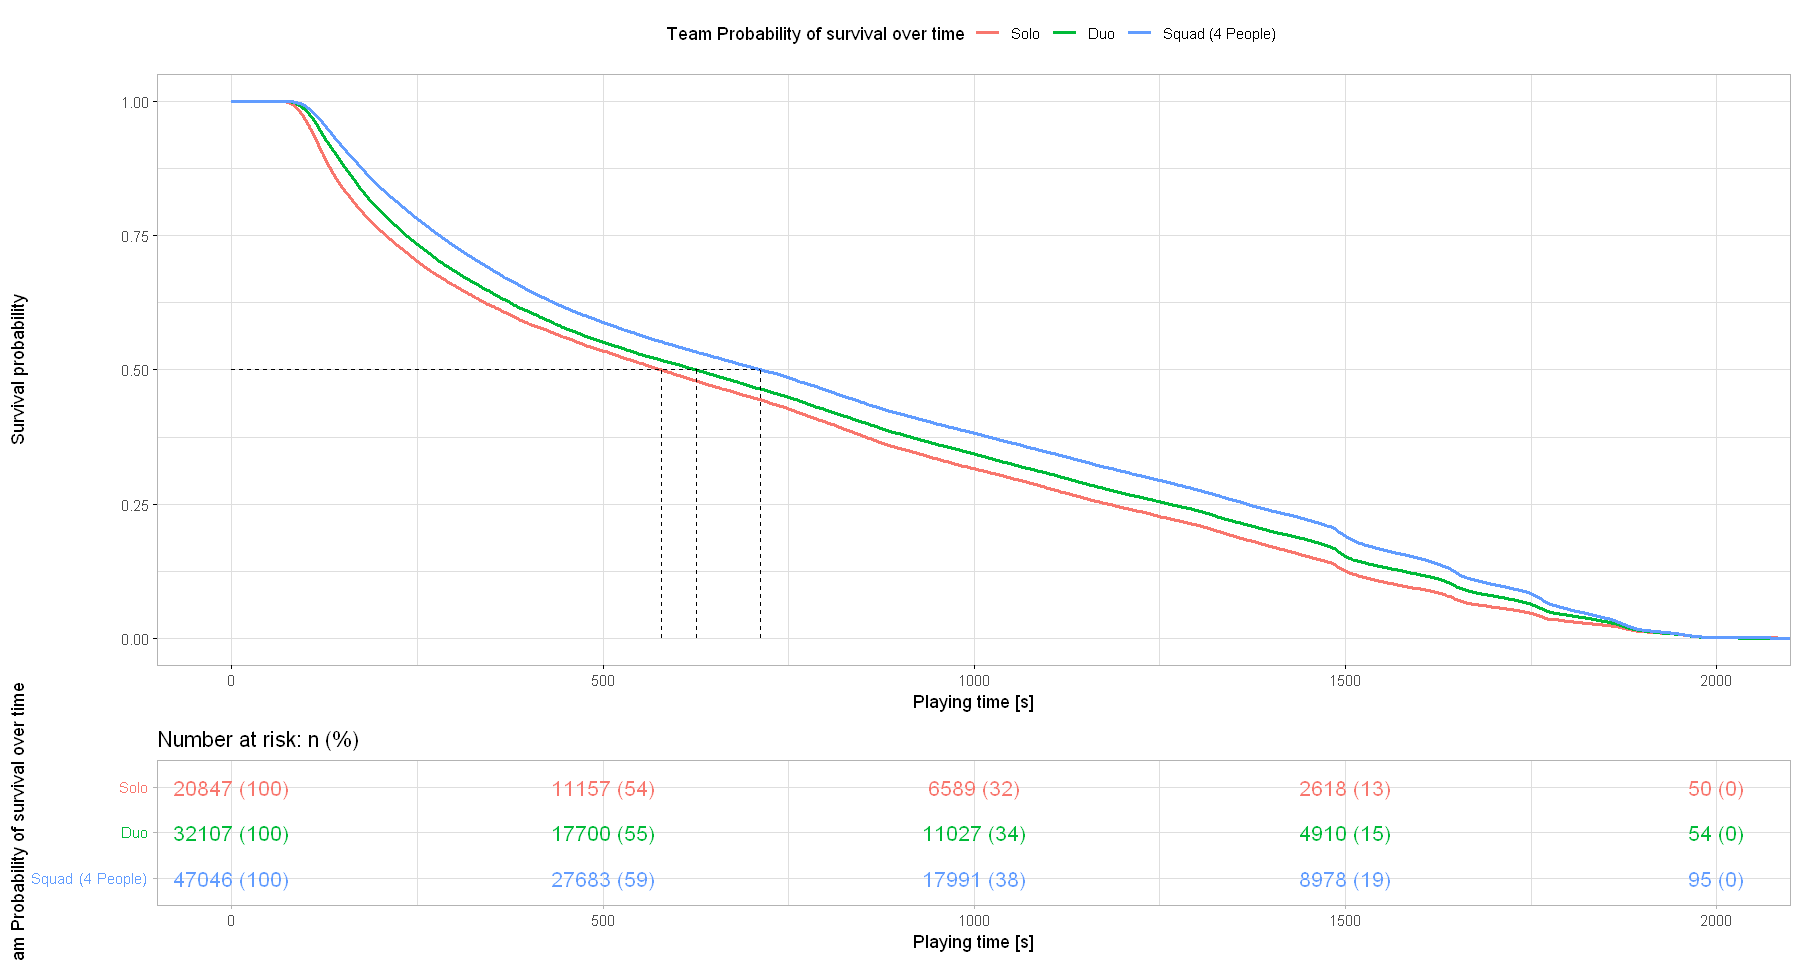 Team Probability of survival over time Solo Duo Squad (4 People)
Survival probability
1.00
0.75
0.50
0.25
0.00
0 500 1000 1500 2000
Playing time [s]
am Probability of survival over time
Number at risk: n (%)
Solo 20847 (100) 11157 (54) 6589 (32) 2618 (13) 50 (0)
Duo 32107 (100) 17700 (55) 11027 (34) 4910 (15) 54 (0)
Squad (4 People) 47046 (100) 27683 (59) 17991 (38) 8978 (19) 95 (0)
0 500 1000 1500 2000
Playing time [s]